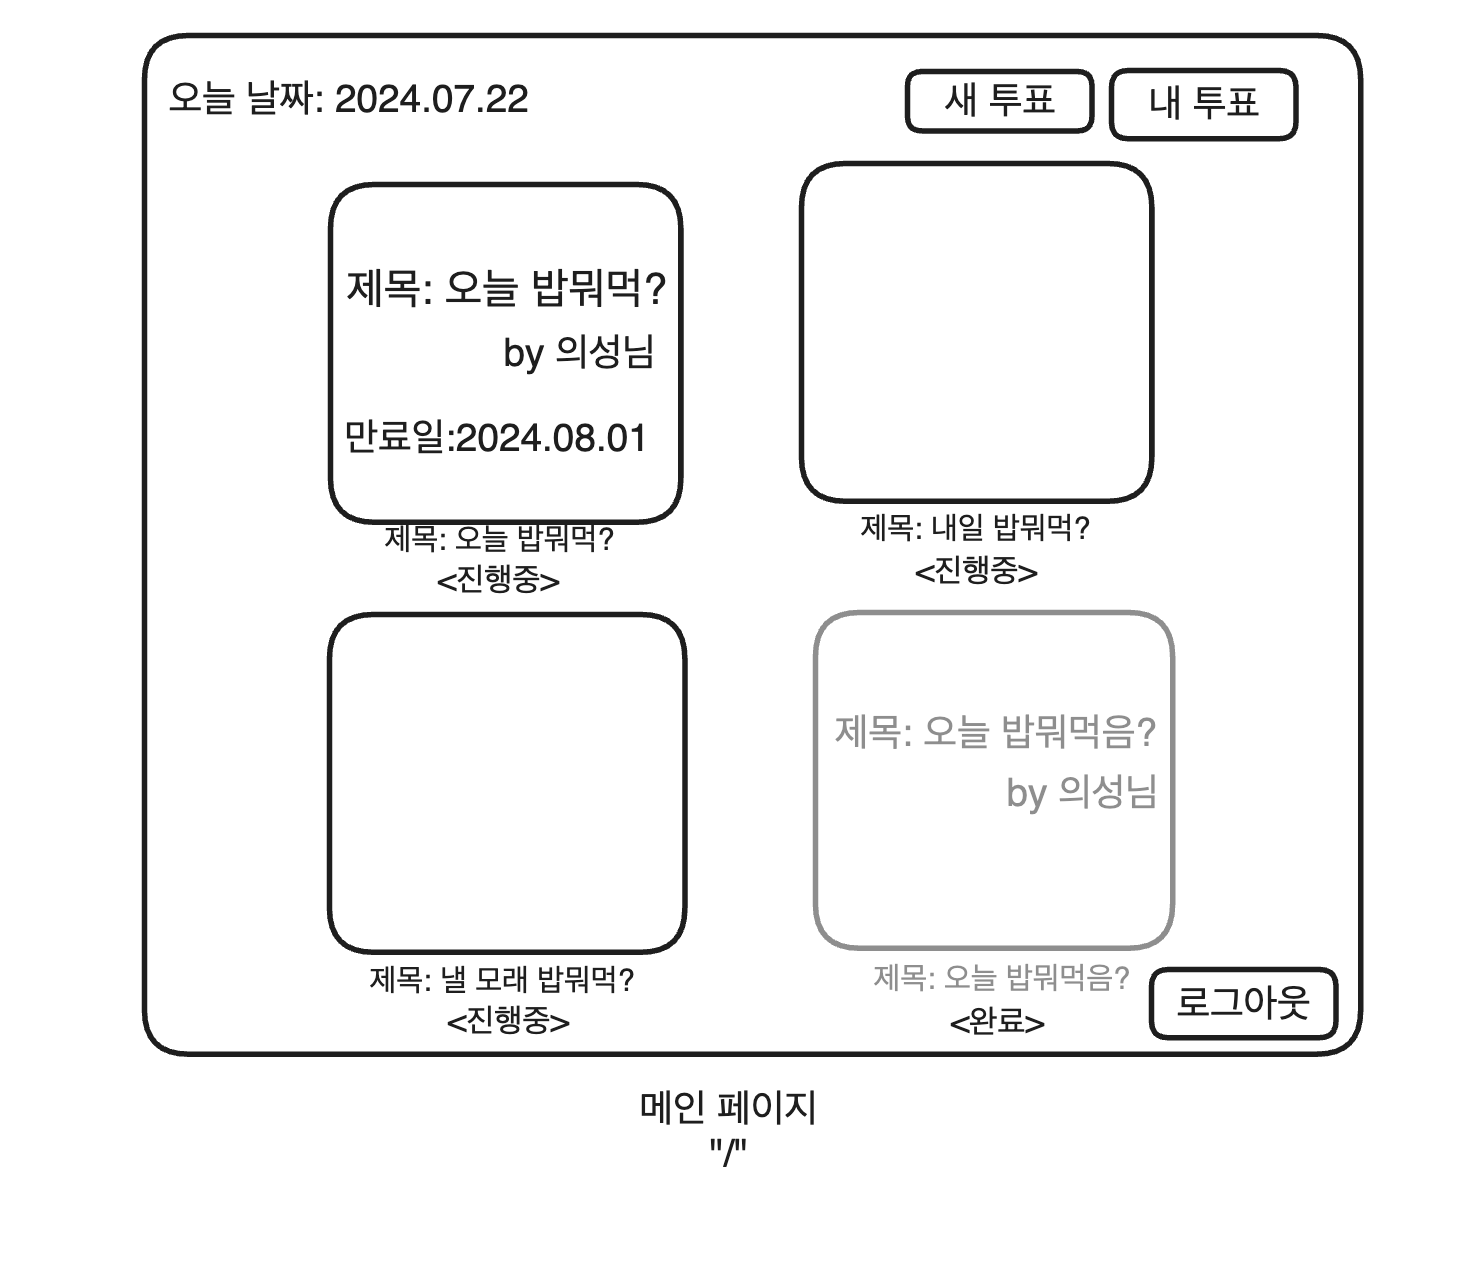 오늘 날짜: 2024.07.22
새 투표
내 투표
제목: 오늘 밥뭐먹?
by 의성님
만료일:2024.08.01
제목: 오늘 밥뭐먹?
<진행중>
제목: 내일 밥뭐먹?
<진행중>
제목: 낼 모래 밥뭐먹?
<진행중>
제목: 오늘 밥뭐먹음?
by 의성님
제목: 오늘 밥뭐먹음?
<완료>
로그아웃
메인 페이지
"/"